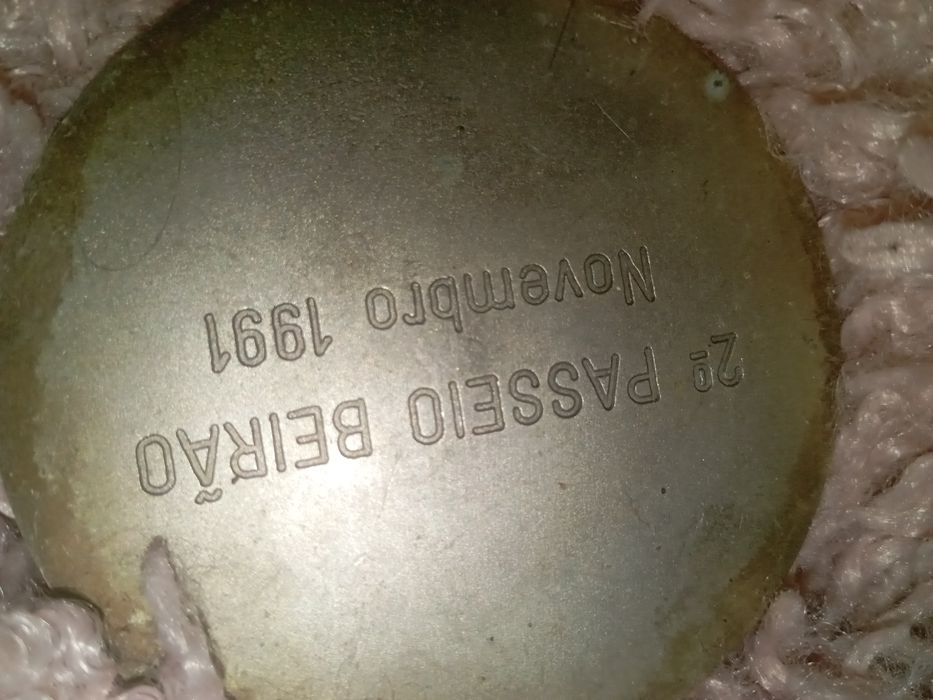 2º PASSEIO BEIRÃO
Novembro 1991